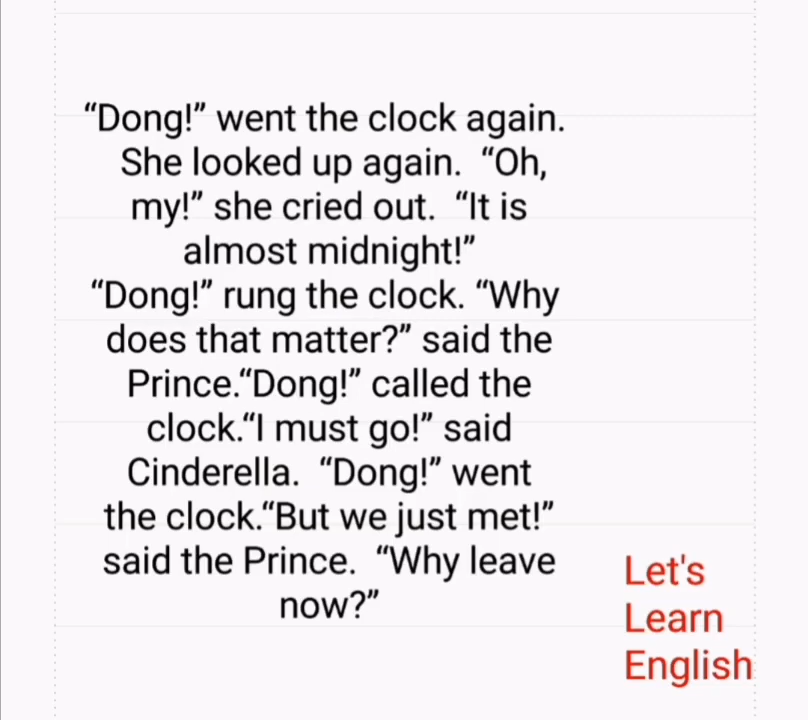 “Dong!” went the clock again.
She looked up again.  “Oh,
my!” she cried out.  “It is
almost midnight!”
“Dong!” rung the clock. “Why
does that matter?” said the
Prince.“Dong!” called the
clock.“I must go!” said
Cinderella.  “Dong!” went
the clock.“But we just met!”
said the Prince.  “Why leave
now?”
Let's
Learn
English